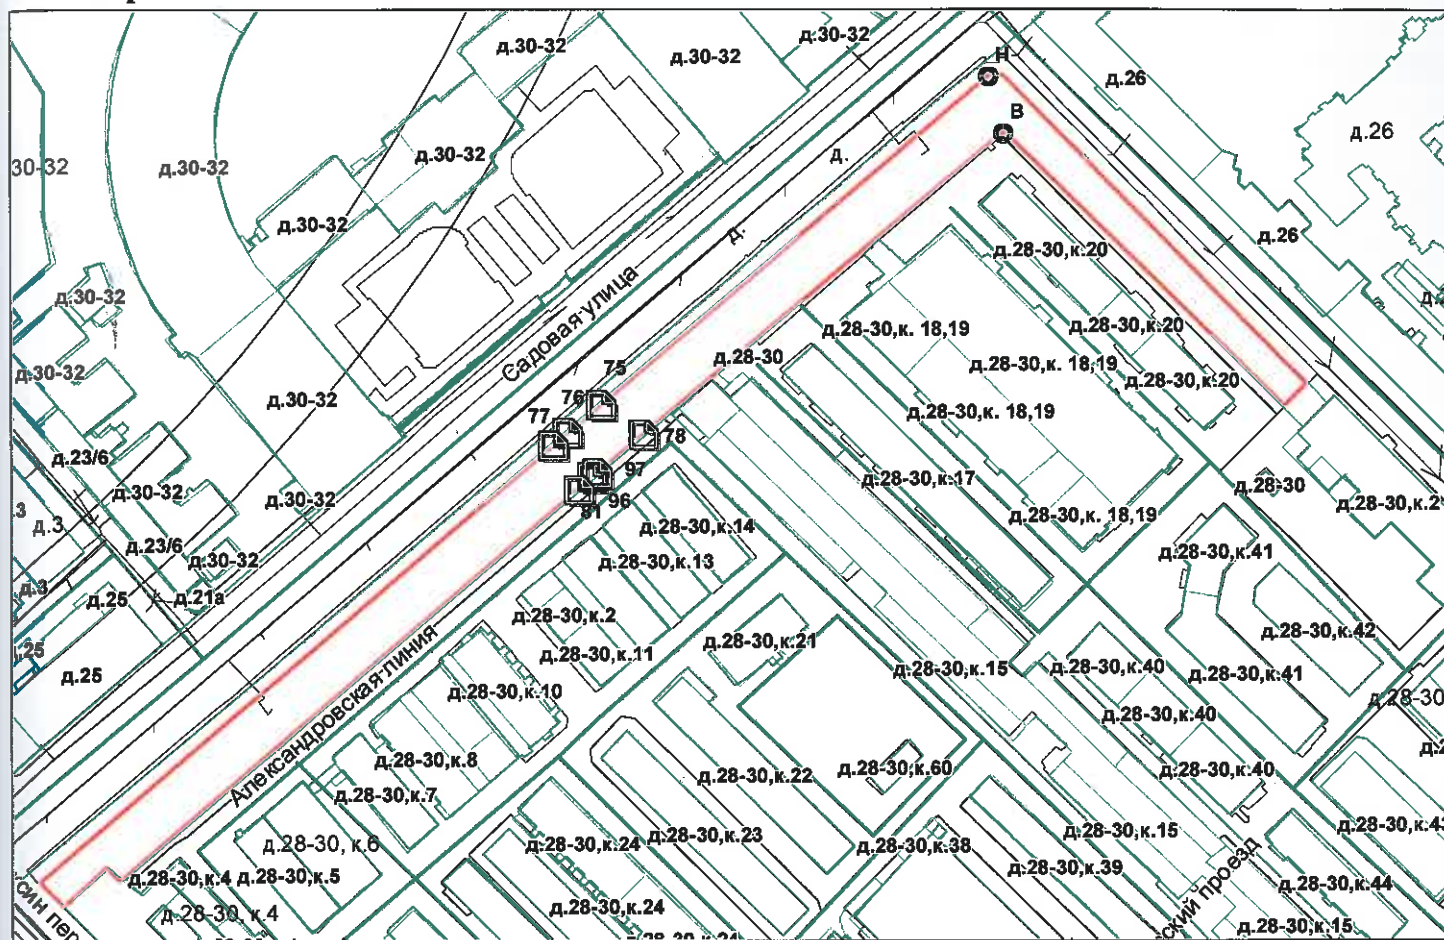 д.30-32
д.30-32
д.30-32
Н
д.26
В
д.26
30-32
д.30-32
д.30-32
д.
д.30-32
д.
д.26
д.28-30,к.20
д.30-32
Садовая улица
д.28-30,к. 18,19
д.28-30,к.20
д.28-30
д.28-30,к. 18,19
д.30-32
75
д.28-30,к.20
76
д.30-32
77
д.28-30,к. 18,19
78
д.23/6
97
д.28-30,к.17
д.28-30
д.30-32
д.30-32
96
81
д.28-30,к.14
д.28-30,к. 18,19
д.3
д.23/6
д.30-32
д.28-30,к.13
д.28-30,к.41
д.3
д.25
д.21а
д.28-30,к.2
д.28-30,к.42
Александровская линия
д.28-30,к.21
д.28-30,к.11
д.28-30,к.15
д.28-30,к.40
д.25
д.28-30,к.41
д.28-30,к.10
д.28-30,к.40
д.28-30,к.8
д.28-30,к.22
д.28-30,к.60
д.28-30,к.40
д.28-30,к.7
д.28-30,к.15
д.28-30, к.6
д.28-30,к.24
д.28-30,к.23
д.28-30,к.38
д.28-30,к.39
д.28-30,к.4
д.28-30,к.5
д.28-30,к.44
д.28-30, к.4
д.28-30,к.24
ский проезд
д.28-30,к.15
син пер